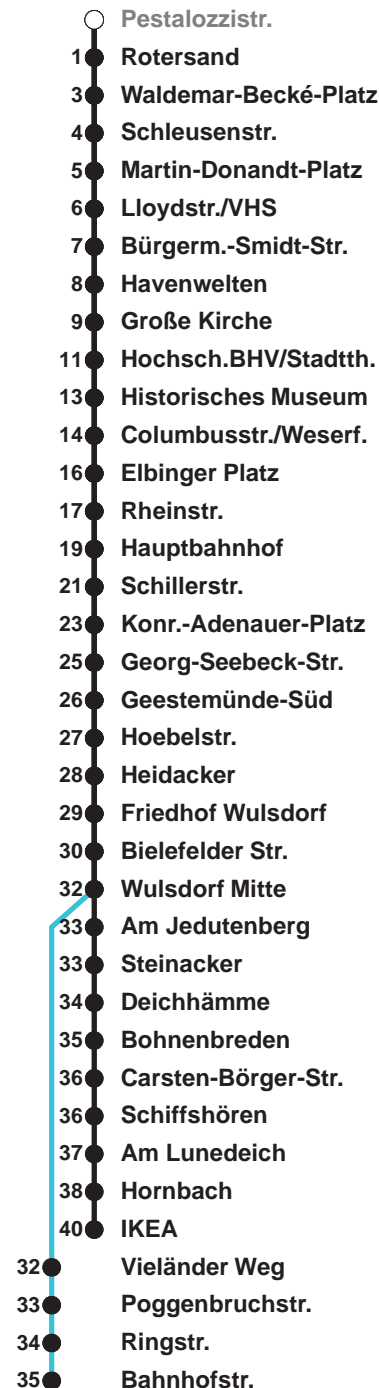 Pestalozzistr.
1 Rotersand
3 Waldemar-Becké-Platz
4 Schleusenstr.
5 Martin-Donandt-Platz
6 Lloydstr./VHS
7 Bürgerm.-Smidt-Str.
8 Havenwelten
9 Große Kirche
11 Hochsch.BHV/Stadtth.
13 Historisches Museum
14 Columbusstr./Weserf.
16 Elbinger Platz
17 Rheinstr.
19 Hauptbahnhof
21 Schillerstr.
23 Konr.-Adenauer-Platz
25 Georg-Seebeck-Str.
26 Geestemünde-Süd
27 Hoebelstr.
28 Heidacker
29 Friedhof Wulsdorf
30 Bielefelder Str.
32 Wulsdorf Mitte
33 Am Jedutenberg
33 Steinacker
34 Deichhämme
35 Bohnenbreden
36 Carsten-Börger-Str.
36 Schiffshören
37 Am Lunedeich
38 Hornbach
40 IKEA
32 Vieländer Weg
33 Poggenbruchstr.
34 Ringstr.
35 Bahnhofstr.